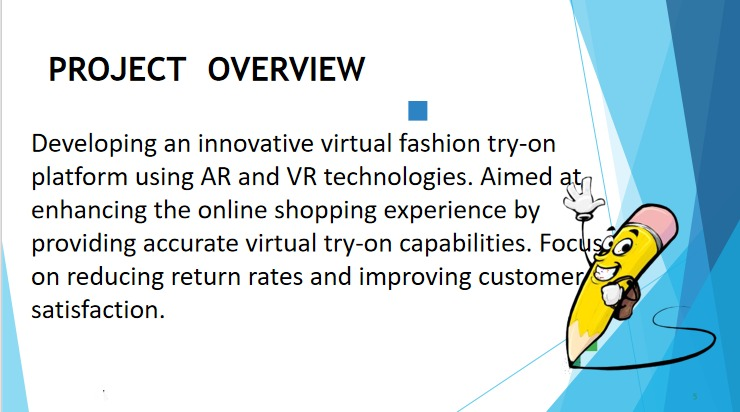 PROJECT OVERVIEW
Developing an innovative virtual fashion try-on
platform using AR and VR technologies. Aimed at
enhancing the online shopping experience by
providing accurate virtual try-on capabilities. Focus
on reducing return rates and improving customer
satisfaction.